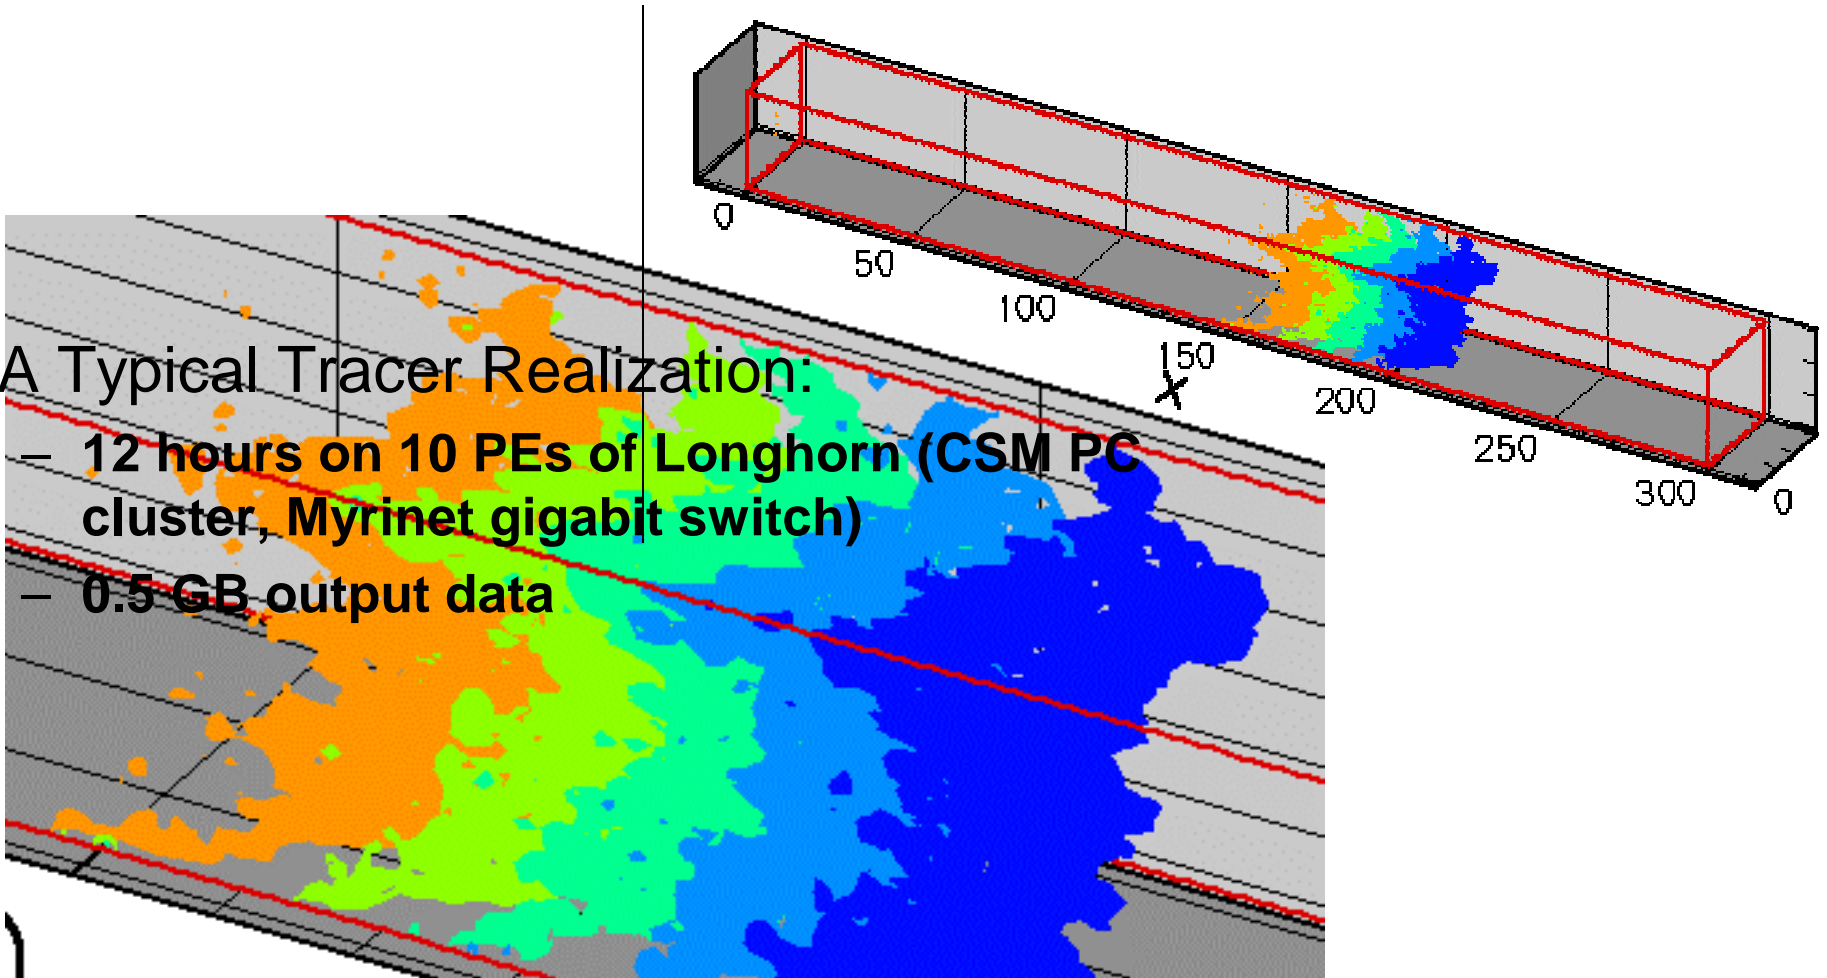 A Typical Tracer Realization:
– 12 hours on 10 PEs of Longhorn (CSM PC
cluster, Myrinet gigabit switch)
– 0.5 GB output data
0
50
100
150
X
200
250
300
0